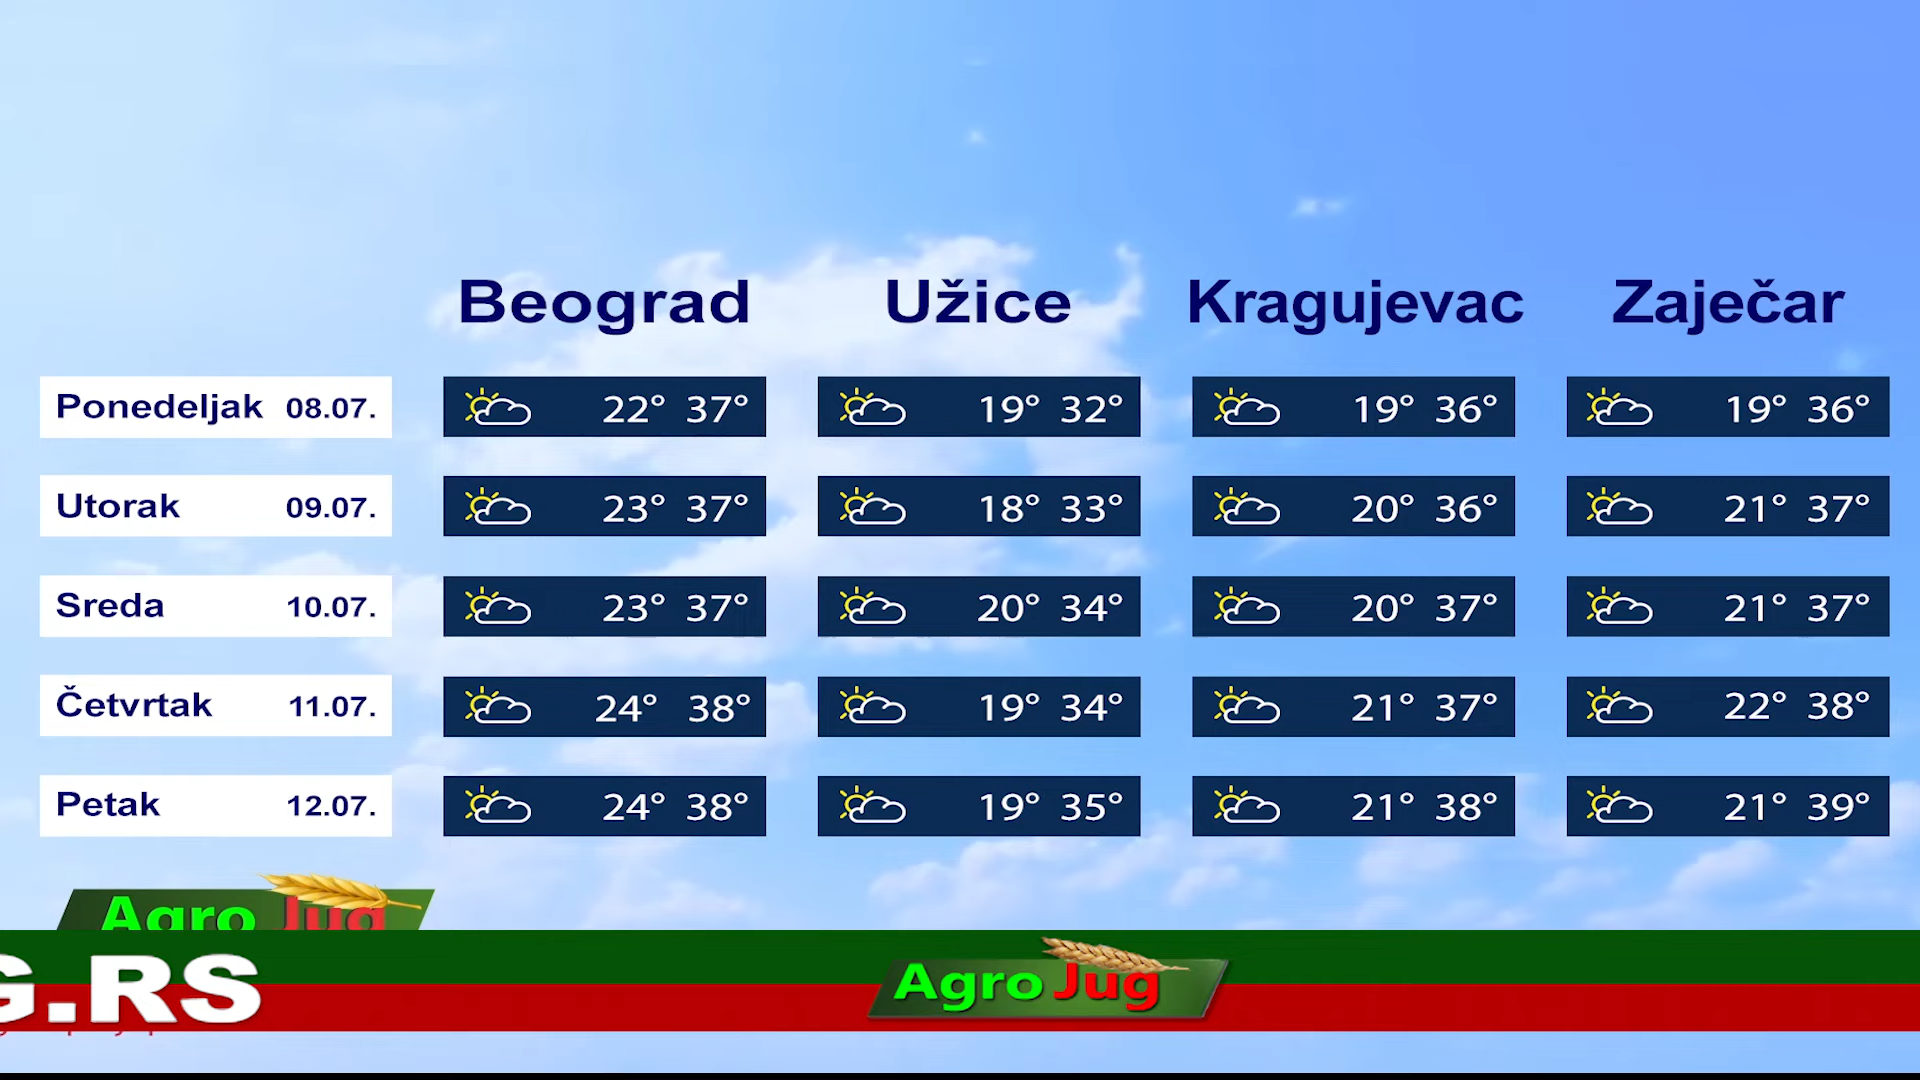 Beograd Užice Kragujevac Zaječar
Ponedeljak 08.07. 22° 37° 19° 32° 19° 36° 19° 36°
Utorak 09.07. 23° 37° 18° 33° 20° 36° 21° 37°
Sreda 10.07. 23° 37° 20° 34° 20° 37° 21° 37°
Četvrtak 11.07. 24° 38° 19° 34° 21° 37° 22° 38°
Petak 12.07. 24° 38° 19° 35° 21° 38° 21° 39°
Agro Jug
G.RS Agro Jug